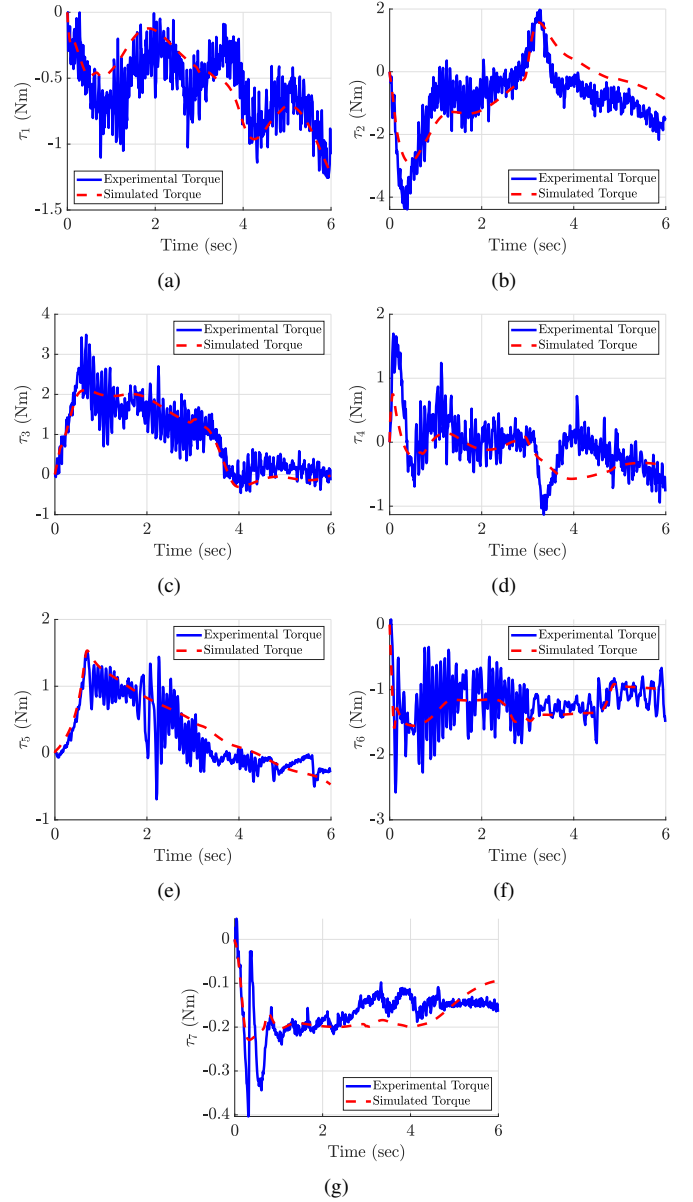 0
-0.5
-1
-1.5
τ1 (Nm)
Experimental Torque
Simulated Torque
0 2 4 6
Time (sec)
(a)
2
0
-2
-4
τ2 (Nm)
Experimental Torque
Simulated Torque
0 2 4 6
Time (sec)
(b)
4
3
2
1
0
-1
τ3 (Nm)
Experimental Torque
Simulated Torque
0 2 4 6
Time (sec)
(c)
2
1
0
-1
τ4 (Nm)
Experimental Torque
Simulated Torque
0 2 4 6
Time (sec)
(d)
2
1
0
-1
τ5 (Nm)
Experimental Torque
Simulated Torque
0 2 4 6
Time (sec)
(e)
0
-1
-2
-3
τ6 (Nm)
Experimental Torque
Simulated Torque
0 2 4 6
Time (sec)
(f)
0
-0.1
-0.2
-0.3
-0.4
τ7 (Nm)
Experimental Torque
Simulated Torque
0 2 4 6
Time (sec)
(g)